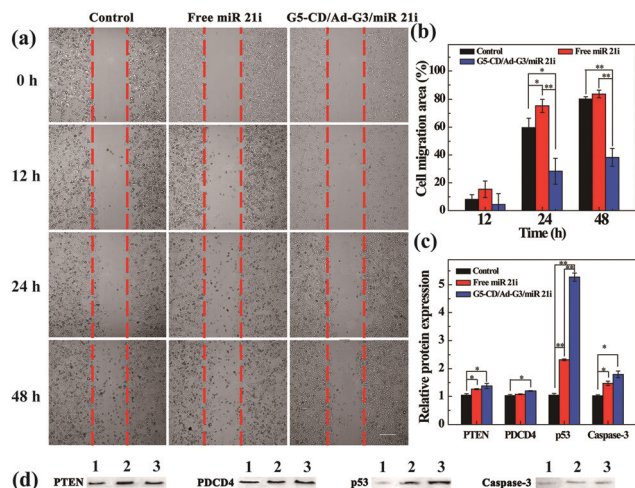 (a)
Control Free miR 21i G5-CD/Ad-G3/miR 21i
0 h
12 h
24 h
48 h
(b)
Control Free miR 21i
G5-CD/Ad-G3/miR 21i
Cell migration area (%)
100
80
60
40
20
0
* ** * ** ** **
12 24 48
Time (h)
(c)
Control
Free miR 21i
G5-CD/Ad-G3/miR 21i
Relative protein expression
5
4
3
2
1
0
* * * ** ** ** * *
PTEN PDCD4 p53 Caspase-3
(d)
1 2 3 1 2 3 1 2 3 1 2 3
PTEN PDCD4 p53 Caspase-3